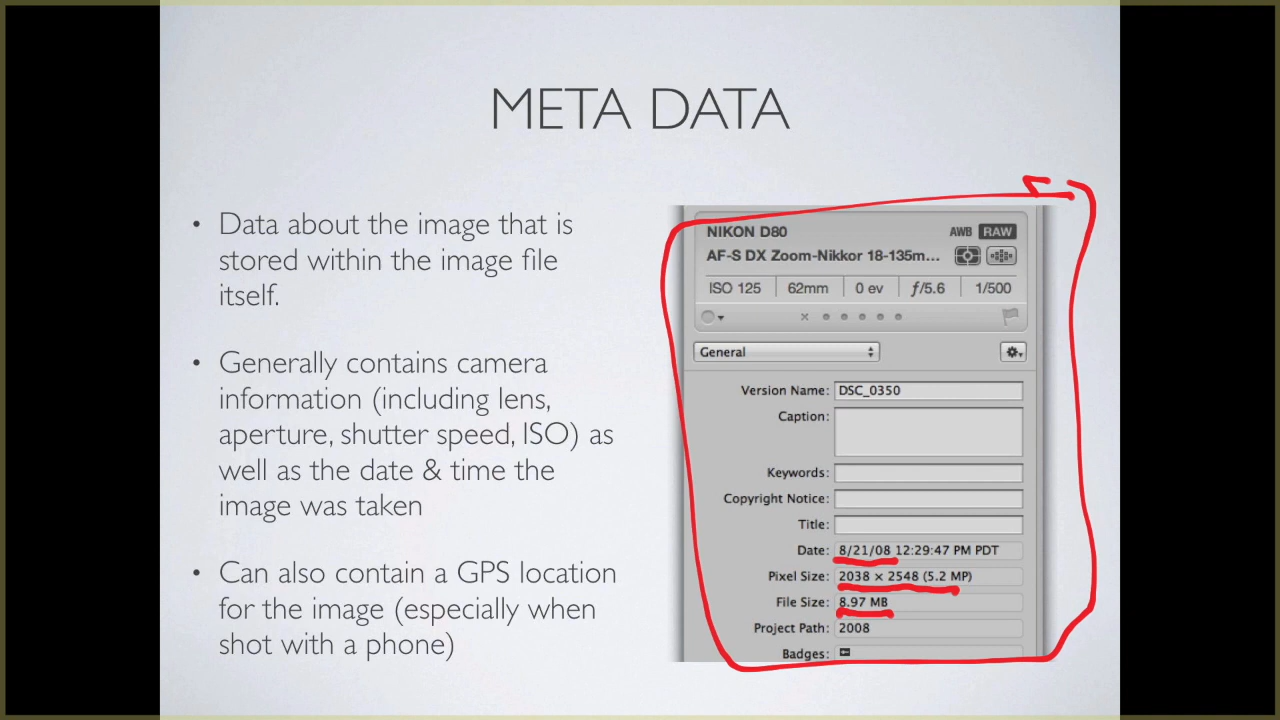 META DATA
• Data about the image that is
stored within the image file
itself.
• Generally contains camera
information (including lens,
aperture, shutter speed, ISO) as
well as the date & time the
image was taken
• Can also contain a GPS location
for the image (especially when
shot with a phone)
NIKON D80 AWB RAW
AF-S DX Zoom-Nikkor 18-135m...
ISO 125 62mm 0 ev ƒ/5.6 1/500
General
Version Name: DSC_0350
Caption:
Keywords:
Copyright Notice:
Title:
Date: 8/21/08 12:29:47 PM PDT
Pixel Size: 2038 × 2548 (5.2 MP)
File Size: 8.97 MB
Project Path: 2008
Badges: